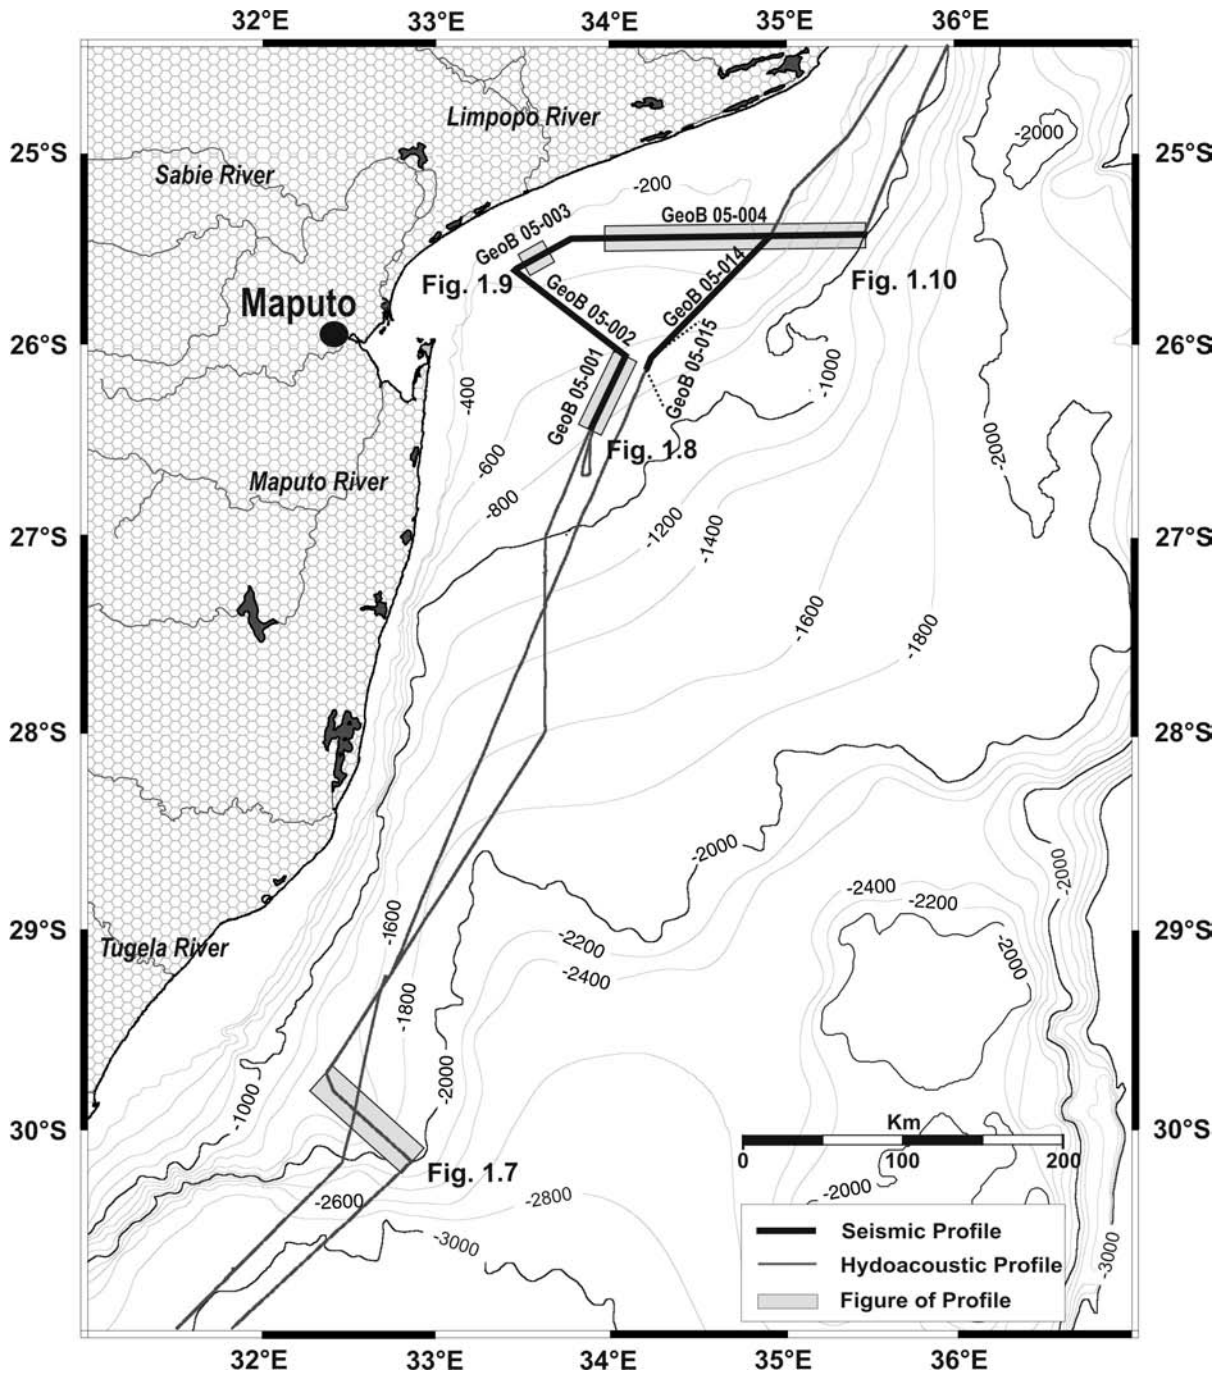 32°E 33°E 34°E 35°E 36°E
Limpopo River
-2000
25°S 25°S
Sabie River
-200
GeoB 05-003
GeoB 05-004
Fig. 1.9
Fig. 1.10
GeoB 05-014
GeoB 05-002
Maputo
26°S 26°S
GeoB 05-015
GeoB 05-001
-1000
-400
-2000
Fig. 1.8
-600
Maputo River
-800
-1200
-1400
27°S 27°S
-1600
-1800
28°S 28°S
-2000
-2000
-2400
-2200
-1600
29°S 29°S
Tugela River
-2200
-2400
-2000
-1800
-2000
-1000
30°S 30°S
Km
0 100 200
Fig. 1.7
-2000
-2600
-2800
-3000
-3000
Seismic Profile
Hydoacoustic Profile
Figure of Profile
32°E 33°E 34°E 35°E 36°E